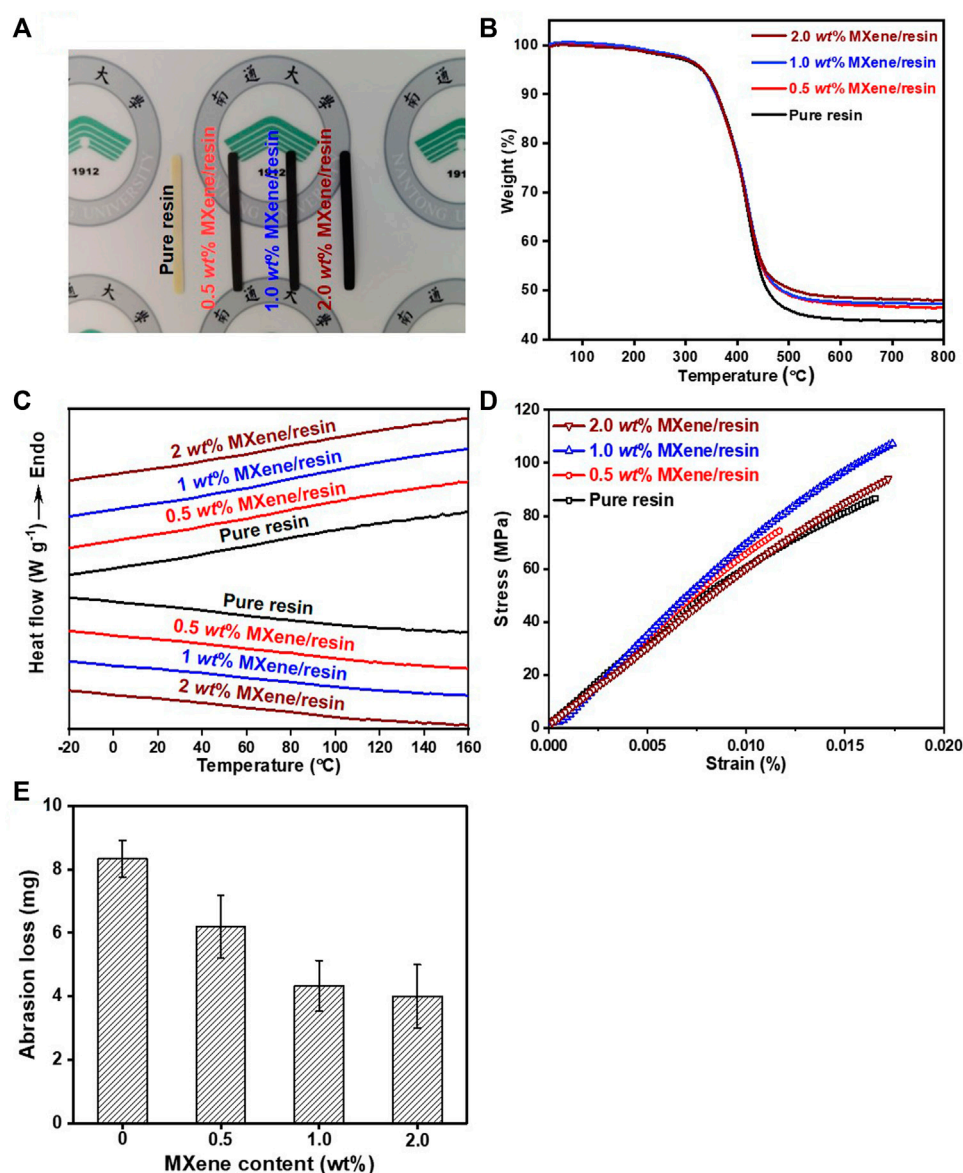 A
南通大学
1912
NANTONG UNIVERSITY
Pure resin
0.5 wt% MXene/resin
1.0 wt% MXene/resin
2.0 wt% MXene/resin
B
2.0 wt% MXene/resin
1.0 wt% MXene/resin
0.5 wt% MXene/resin
Pure resin
Weight (%)
100
90
80
70
60
50
40
100 200 300 400 500 600 700 800
Temperature (℃)
C
Heat flow (W g⁻¹) → Endo
2 wt% MXene/resin
1 wt% MXene/resin
0.5 wt% MXene/resin
Pure resin
Pure resin
0.5 wt% MXene/resin
1 wt% MXene/resin
2 wt% MXene/resin
-20 0 20 40 60 80 100 120 140 160
Temperature (℃)
D
2.0 wt% MXene/resin
1.0 wt% MXene/resin
0.5 wt% MXene/resin
Pure resin
Stress (MPa)
120
100
80
60
40
20
0
0.000 0.005 0.010 0.015 0.020
Strain (%)
E
Abrasion loss (mg)
10
8
6
4
2
0
0 0.5 1.0 2.0
MXene content (wt%)